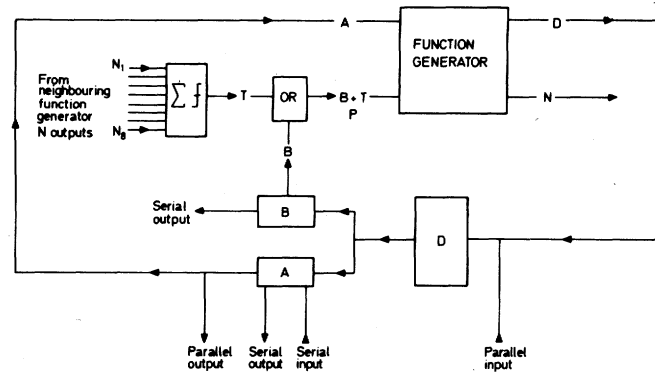 A
FUNCTION
GENERATOR
D
N₁
From
neighbouring
function
generator
N outputs
N₈
Σ
T
OR
B + T
P
N
B
Serial
output
B
D
A
Parallel
output
Serial
output
Serial
input
Parallel
input